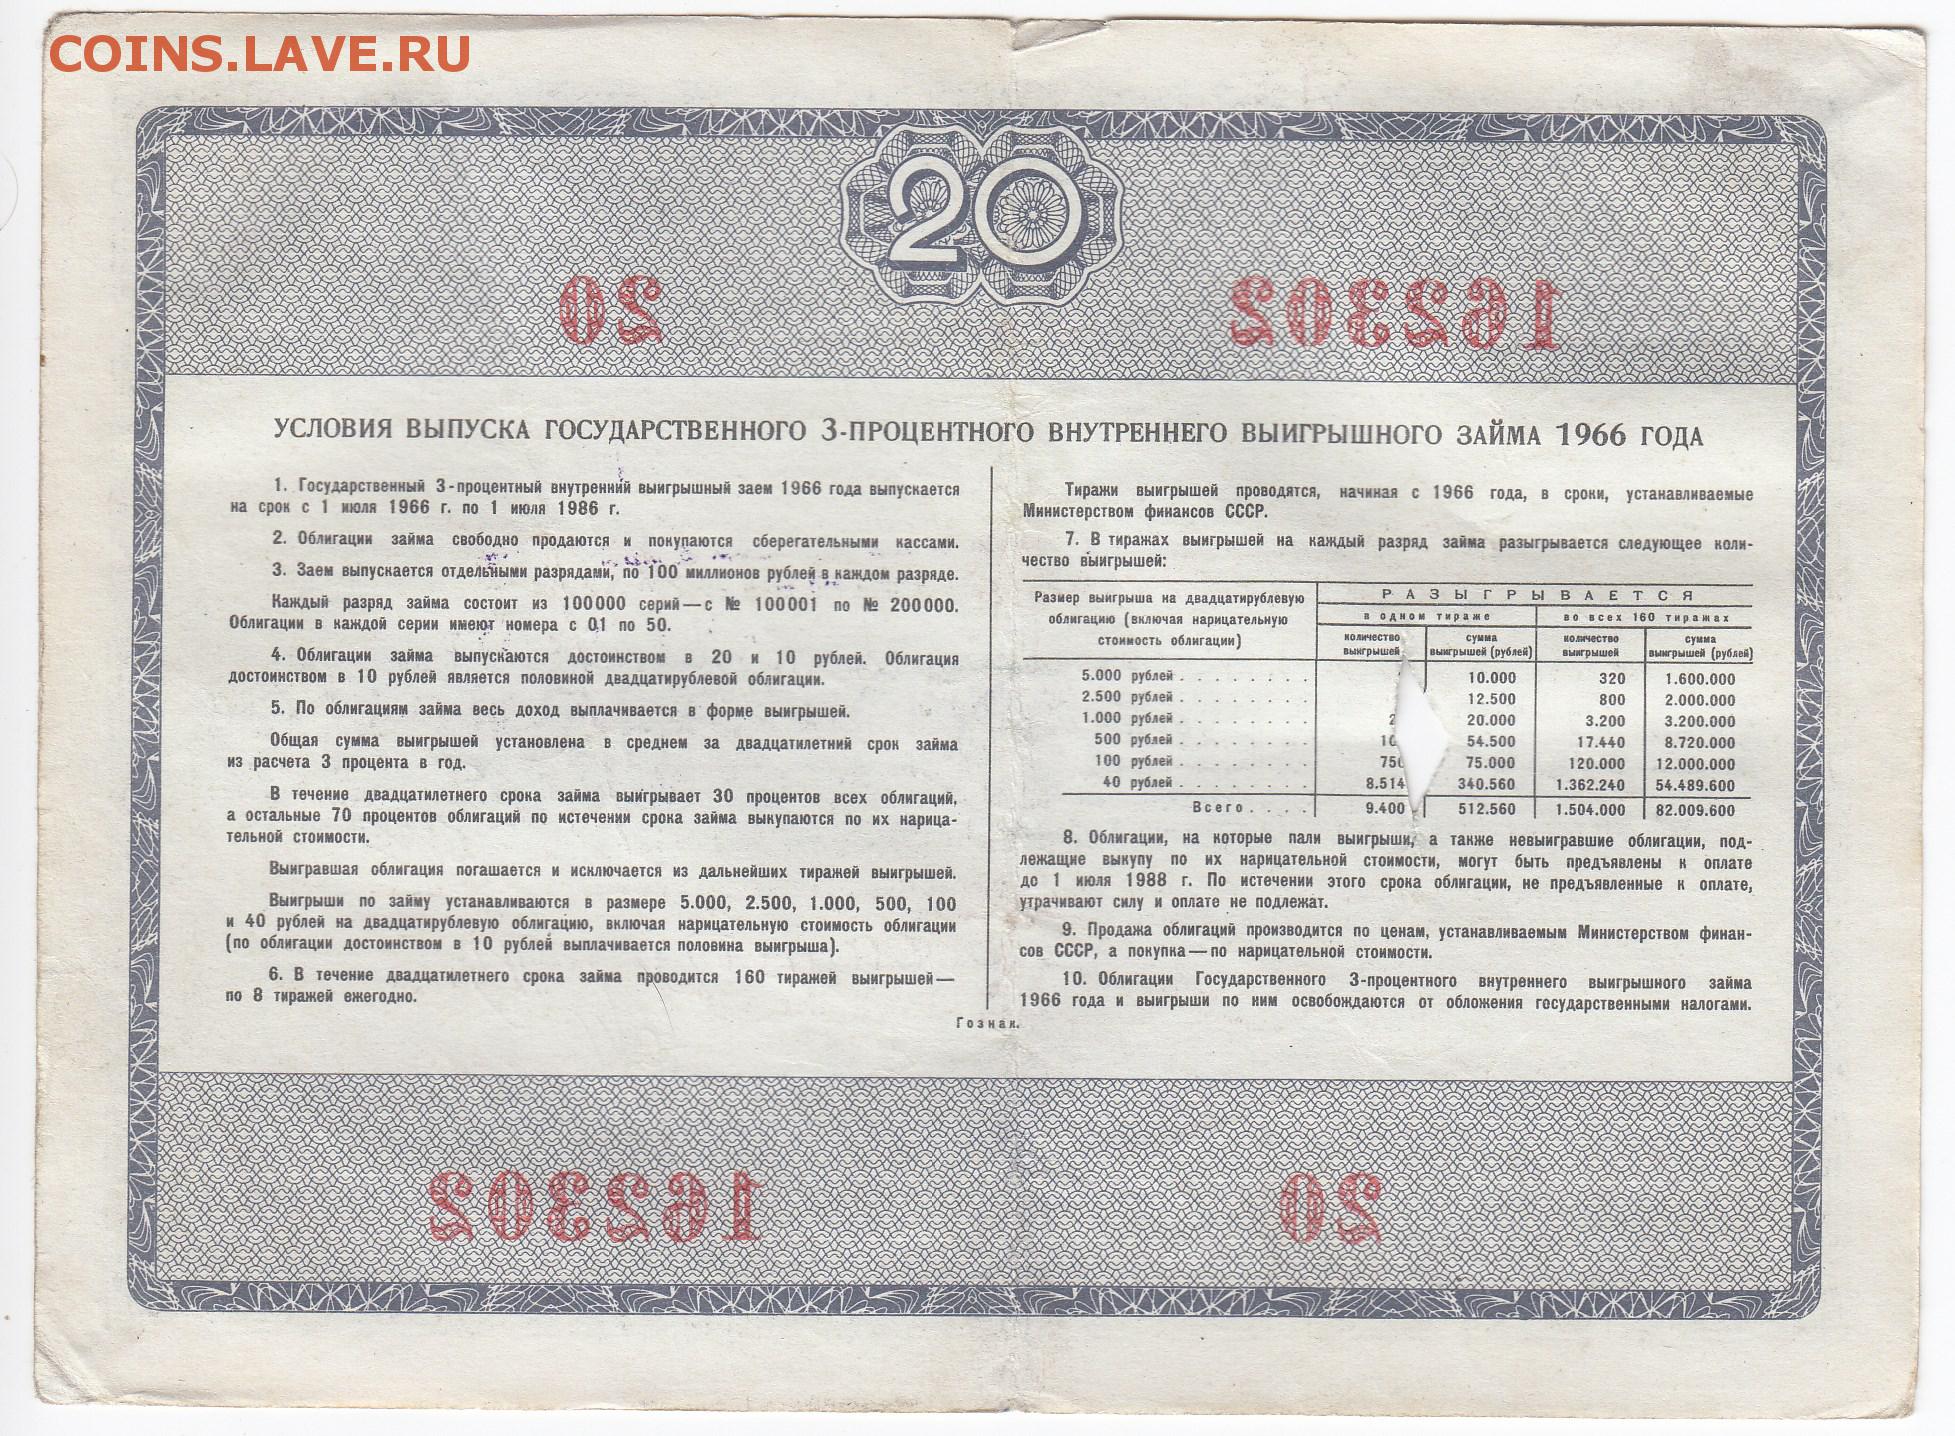 COINS.LAVE.RU
20
УСЛОВИЯ ВЫПУСКА ГОСУДАРСТВЕННОГО 3-ПРОЦЕНТНОГО ВНУТРЕННЕГО ВЫИГРЫШНОГО ЗАЙМА 1966 ГОДА
1. Государственный 3-процентный внутренний выигрышный заем 1966 года выпускается
на срок с 1 июля 1966 г. по 1 июля 1986 г.
2. Облигации займа свободно продаются и покупаются сберегательными кассами.
3. Заем выпускается отдельными разрядами, по 100 миллионов рублей в каждом разряде.
Каждый разряд займа состоит из 100000 серий—с № 100001 по № 200000.
Облигации в каждой серии имеют номера с 01 по 50.
4. Облигации займа выпускаются достоинством в 20 и 10 рублей. Облигация
достоинством в 10 рублей является половиной двадцатирублевой облигации.
5. По облигациям займа весь доход выплачивается в форме выигрышей.
Общая сумма выигрышей установлена в среднем за двадцатилетний срок займа
из расчета 3 процента в год.
В течение двадцатилетнего срока займа выигрывает 30 процентов всех облигаций,
а остальные 70 процентов облигаций по истечении срока займа выкупаются по их нарица-
тельной стоимости.
Выигравшая облигация погашается и исключается из дальнейших тиражей выигрышей.
Выигрыши по займу устанавливаются в размере 5.000, 2.500, 1.000, 500, 100
и 40 рублей на двадцатирублевую облигацию, включая нарицательную стоимость облигации
(по облигации достоинством в 10 рублей выплачивается половина выигрыша).
6. В течение двадцатилетнего срока займа проводится 160 тиражей выигрышей—
по 8 тиражей ежегодно.
Тиражи выигрышей проводятся, начиная с 1966 года, в сроки, устанавливаемые
Министерством финансов СССР.
7. В тиражах выигрышей на каждый разряд займа разыгрывается следующее коли-
чество выигрышей:
Размер выигрыша на двадцатирублевую
облигацию (включая нарицательную
стоимость облигации)
РАЗЫГРЫВАЕТСЯ
в одном тираже во всех 160 тиражах
количество выигрышей сумма выигрышей (рублей) количество выигрышей сумма выигрышей (рублей)
5.000 рублей . . . . . . . . 10.000 320 1.600.000
2.500 рублей . . . . . . . . 12.500 800 2.000.000
1.000 рублей . . . . . . . . 20.000 3.200 3.200.000
500 рублей . . . . . . . . 54.500 17.440 8.720.000
100 рублей . . . . . . . . 75.000 120.000 12.000.000
40 рублей . . . . . . . . 8.514 340.560 1.362.240 54.489.600
Всего . . . . 9.400 512.560 1.504.000 82.009.600
8. Облигации, на которые пали выигрыши, а также невыигравшие облигации, под-
лежащие выкупу по их нарицательной стоимости, могут быть предъявлены к оплате
до 1 июля 1988 г. По истечении этого срока облигации, не предъявленные к оплате,
утрачивают силу и оплате не подлежат.
9. Продажа облигаций производится по ценам, устанавливаемым Министерством финан-
сов СССР, а покупка—по нарицательной стоимости.
10. Облигации Государственного 3-процентного внутреннего выигрышного займа
1966 года и выигрыши по ним освобождаются от обложения государственными налогами.
Гознак.